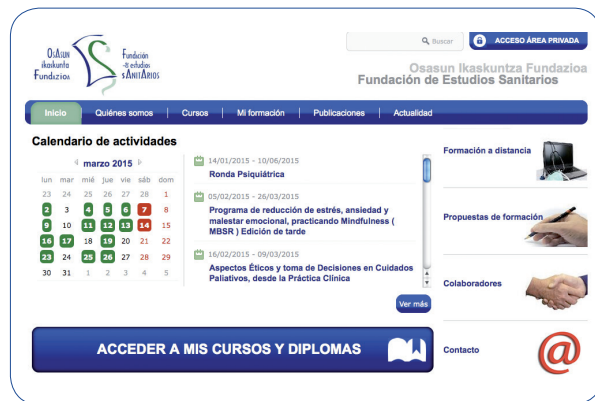 OsAsun
ikaskunta
Fundazioa
Fundación
de estudios
sANitARios
Buscar
ACCESO ÁREA PRIVADA
Osasun Ikaskuntza Fundazioa
Fundación de Estudios Sanitarios
Inicio Quiénes somos Cursos Mi formación Publicaciones Actualidad
Calendario de actividades
marzo 2015
lun mar mié jue vie sáb dom
23 24 25 26 27 28 1
2 3 4 5 6 7 8
9 10 11 12 13 14 15
16 17 18 19 20 21 22
23 24 25 26 27 28 29
30 31 1 2 3 4 5
14/01/2015 - 10/06/2015
Ronda Psiquiátrica
05/02/2015 - 26/03/2015
Programa de reducción de estrés, ansiedad y
malestar emocional, practicando Mindfulness (
MBSR ) Edición de tarde
16/02/2015 - 09/03/2015
Aspectos Éticos y toma de Decisiones en Cuidados
Paliativos, desde la Práctica Clínica
Ver más
Formación a distancia
Propuestas de formación
Colaboradores
Contacto
@
ACCEDER A MIS CURSOS Y DIPLOMAS